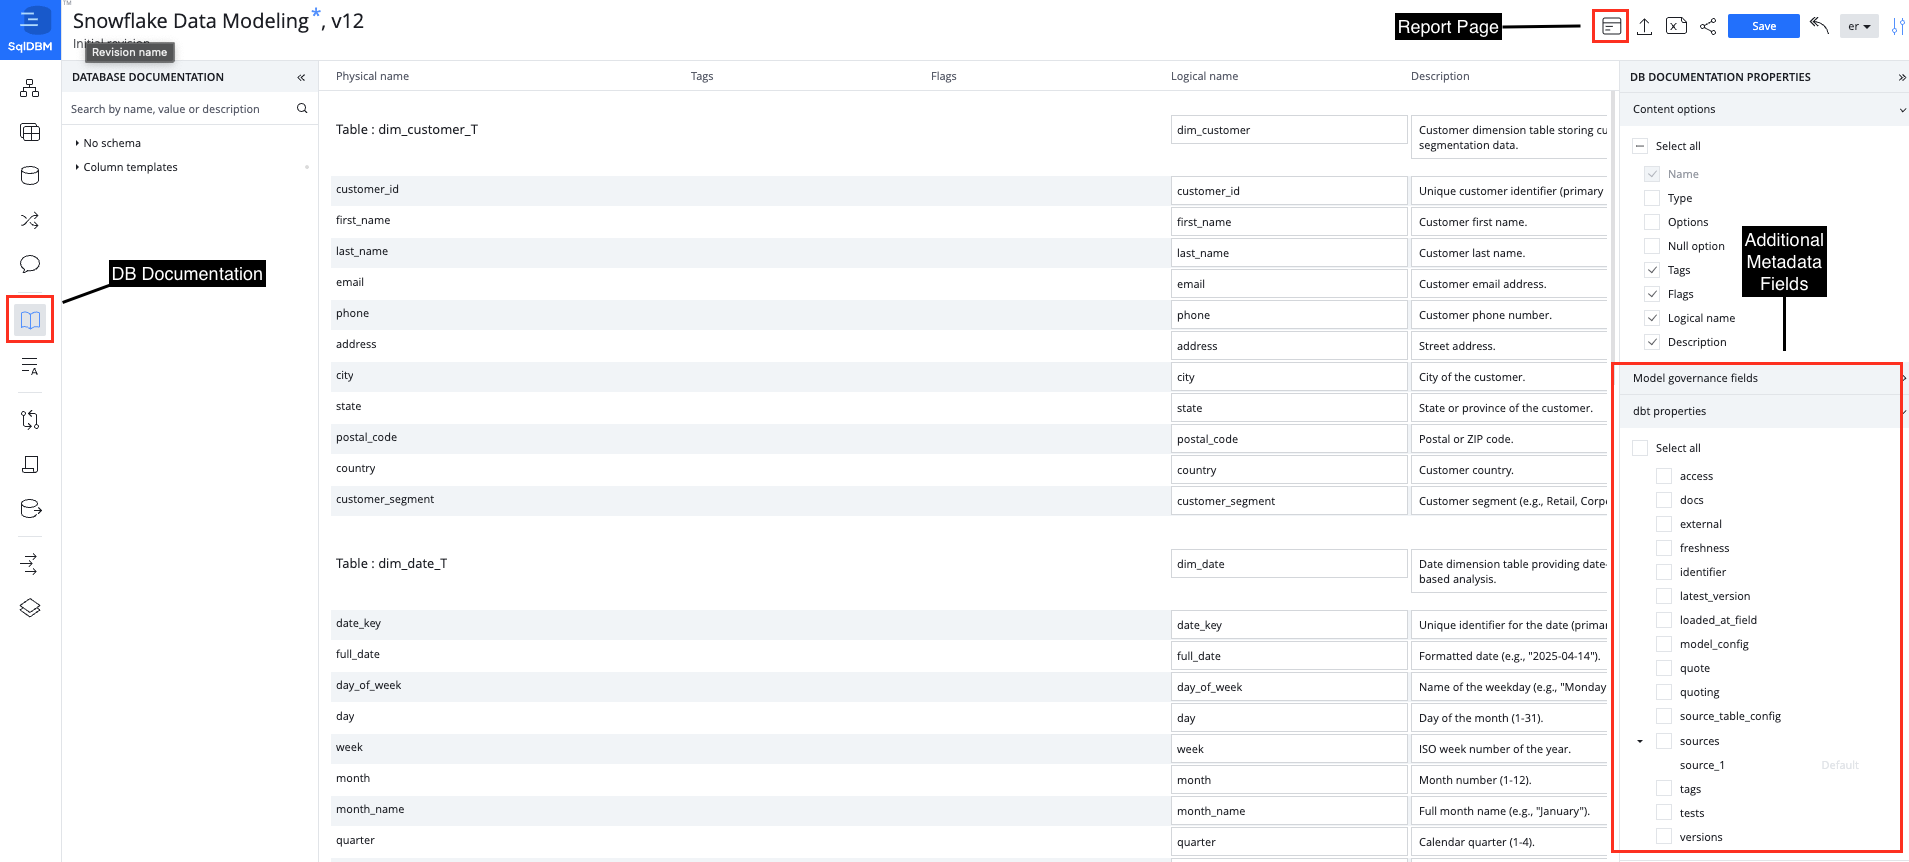 TM
SqlDBM
Snowflake Data Modeling*, v12
Initial revision
Revision name
Report Page
Save
er
DATABASE DOCUMENTATION
«
Search by name, value or description
No schema
Column templates
DB Documentation
Physical name
Tags
Flags
Logical name
Description
Table : dim_customer_T
dim_customer
Customer dimension table storing cu
segmentation data.
customer_id
customer_id
Unique customer identifier (primary
first_name
first_name
Customer first name.
last_name
last_name
Customer last name.
email
email
Customer email address.
phone
phone
Customer phone number.
address
address
Street address.
city
city
City of the customer.
state
state
State or province of the customer.
postal_code
postal_code
Postal or ZIP code.
country
country
Customer country.
customer_segment
customer_segment
Customer segment (e.g., Retail, Corp
Table : dim_date_T
dim_date
Date dimension table providing date-
based analysis.
date_key
date_key
Unique identifier for the date (prima
full_date
full_date
Formatted date (e.g., "2025-04-14").
day_of_week
day_of_week
Name of the weekday (e.g., "Monday
day
day
Day of the month (1-31).
week
week
ISO week number of the year.
month
month
Month number (1-12).
month_name
month_name
Full month name (e.g., "January").
quarter
quarter
Calendar quarter (1-4).
DB DOCUMENTATION PROPERTIES
»
Content options
Select all
Name
Type
Options
Null option
Tags
Flags
Logical name
Description
Additional
Metadata
Fields
Model governance fields
dbt properties
Select all
access
docs
external
freshness
identifier
latest_version
loaded_at_field
model_config
quote
quoting
source_table_config
sources
source_1
Default
tags
tests
versions